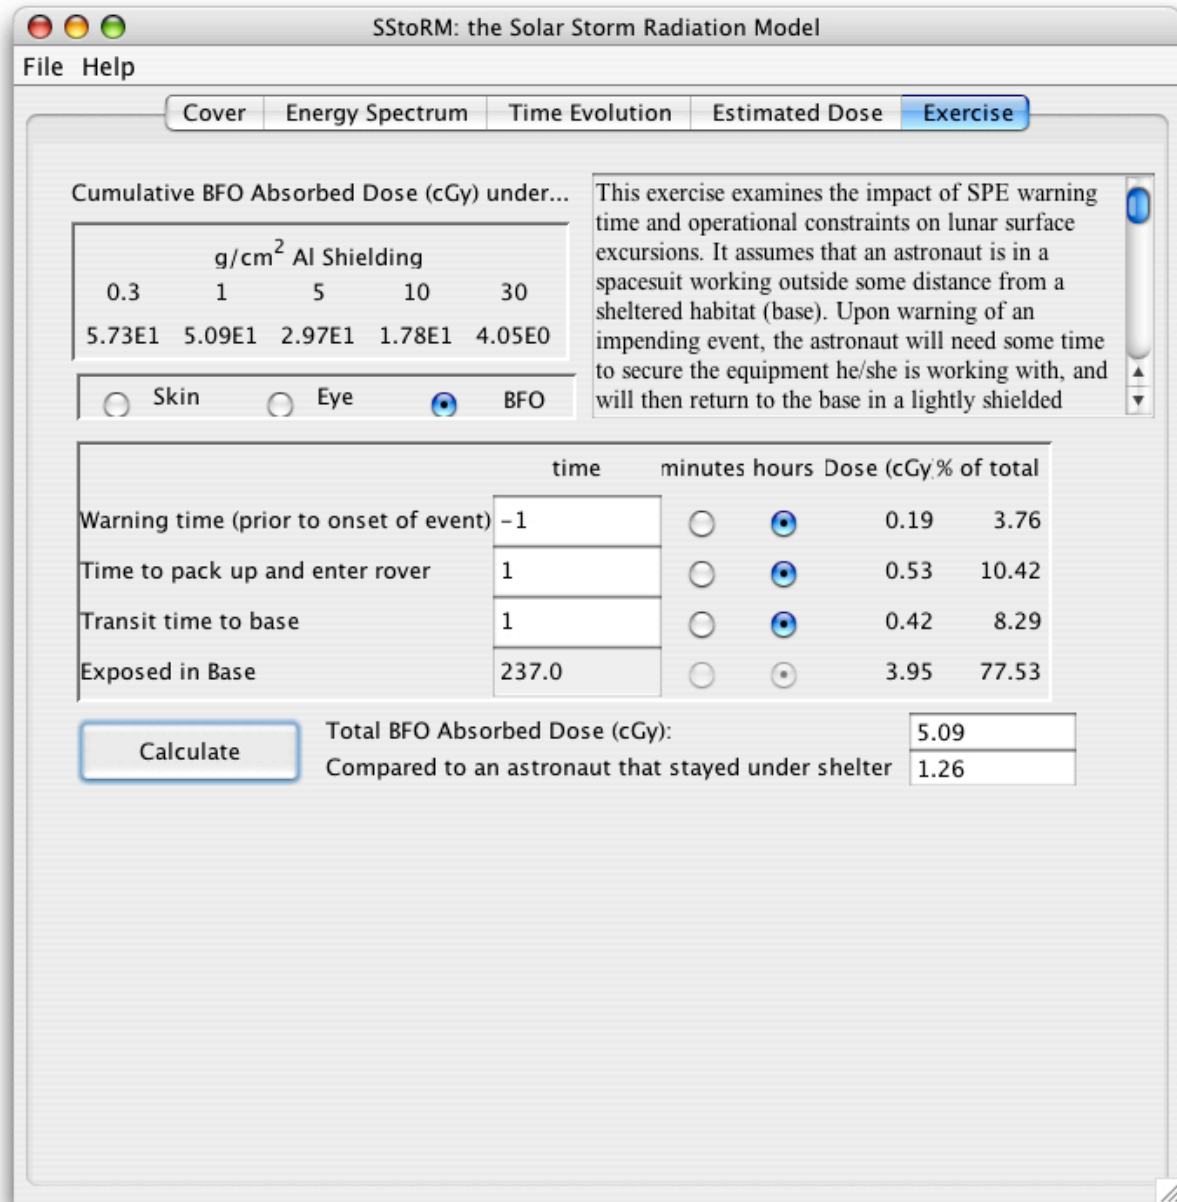 SStoRM: the Solar Storm Radiation Model
File Help
Cover Energy Spectrum Time Evolution Estimated Dose Exercise
Cumulative BFO Absorbed Dose (cGy) under...
g/cm² Al Shielding
0.3 1 5 10 30
5.73E1 5.09E1 2.97E1 1.78E1 4.05E0
Skin Eye BFO
This exercise examines the impact of SPE warning
time and operational constraints on lunar surface
excursions. It assumes that an astronaut is in a
spacesuit working outside some distance from a
sheltered habitat (base). Upon warning of an
impending event, the astronaut will need some time
to secure the equipment he/she is working with, and
will then return to the base in a lightly shielded
time minutes hours Dose (cGy) % of total
Warning time (prior to onset of event) -1 0.19 3.76
Time to pack up and enter rover 1 0.53 10.42
Transit time to base 1 0.42 8.29
Exposed in Base 237.0 3.95 77.53
Calculate
Total BFO Absorbed Dose (cGy): 5.09
Compared to an astronaut that stayed under shelter 1.26